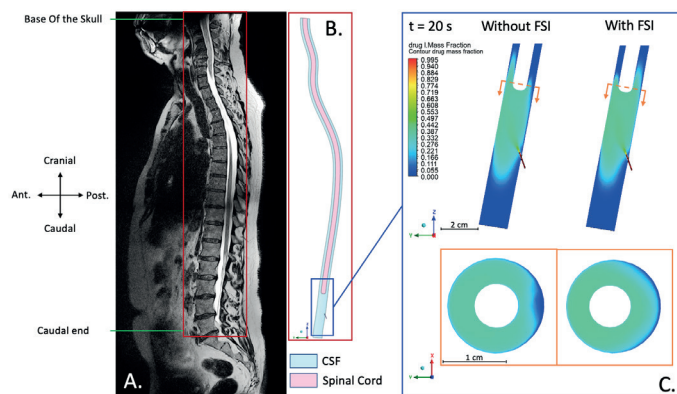 Base Of the Skull
Cranial
Ant.
Post.
Caudal
Caudal end
A.
B.
CSF
Spinal Cord
t = 20 s
Without FSI
With FSI
drug I.Mass Fraction
Contour drug mass fraction
0.995
0.940
0.884
0.829
0.774
0.719
0.663
0.608
0.553
0.497
0.442
0.387
0.332
0.276
0.221
0.166
0.111
0.055
0.000
Z
Y
2 cm
1 cm
X
Y
C.